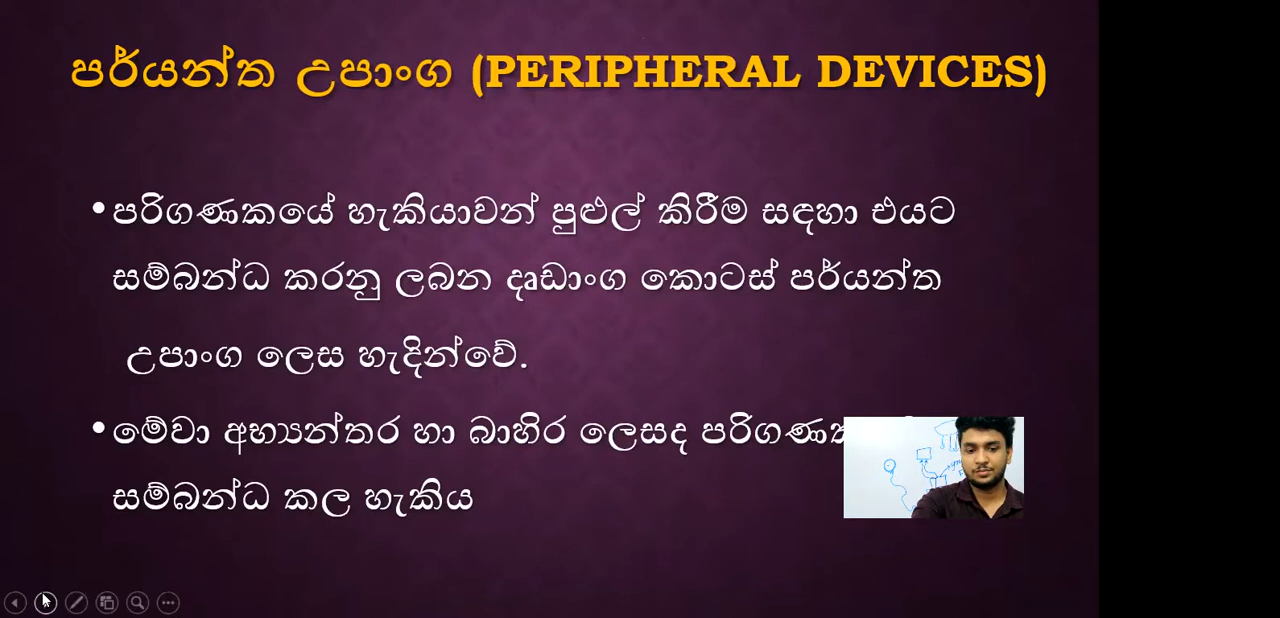 පර්යන්ත උපාංග (PERIPHERAL DEVICES)
• පරිගණකයේ හැකියාවන් පුළුල් කිරීම සඳහා එයට
සම්බන්ධ කරනු ලබන දෘඩාංග කොටස් පර්යන්ත
උපාංග ලෙස හැදින්වේ.
• මේවා අභ්‍යන්තර හා බාහිර ලෙසද
සම්බන්ධ කල හැකිය